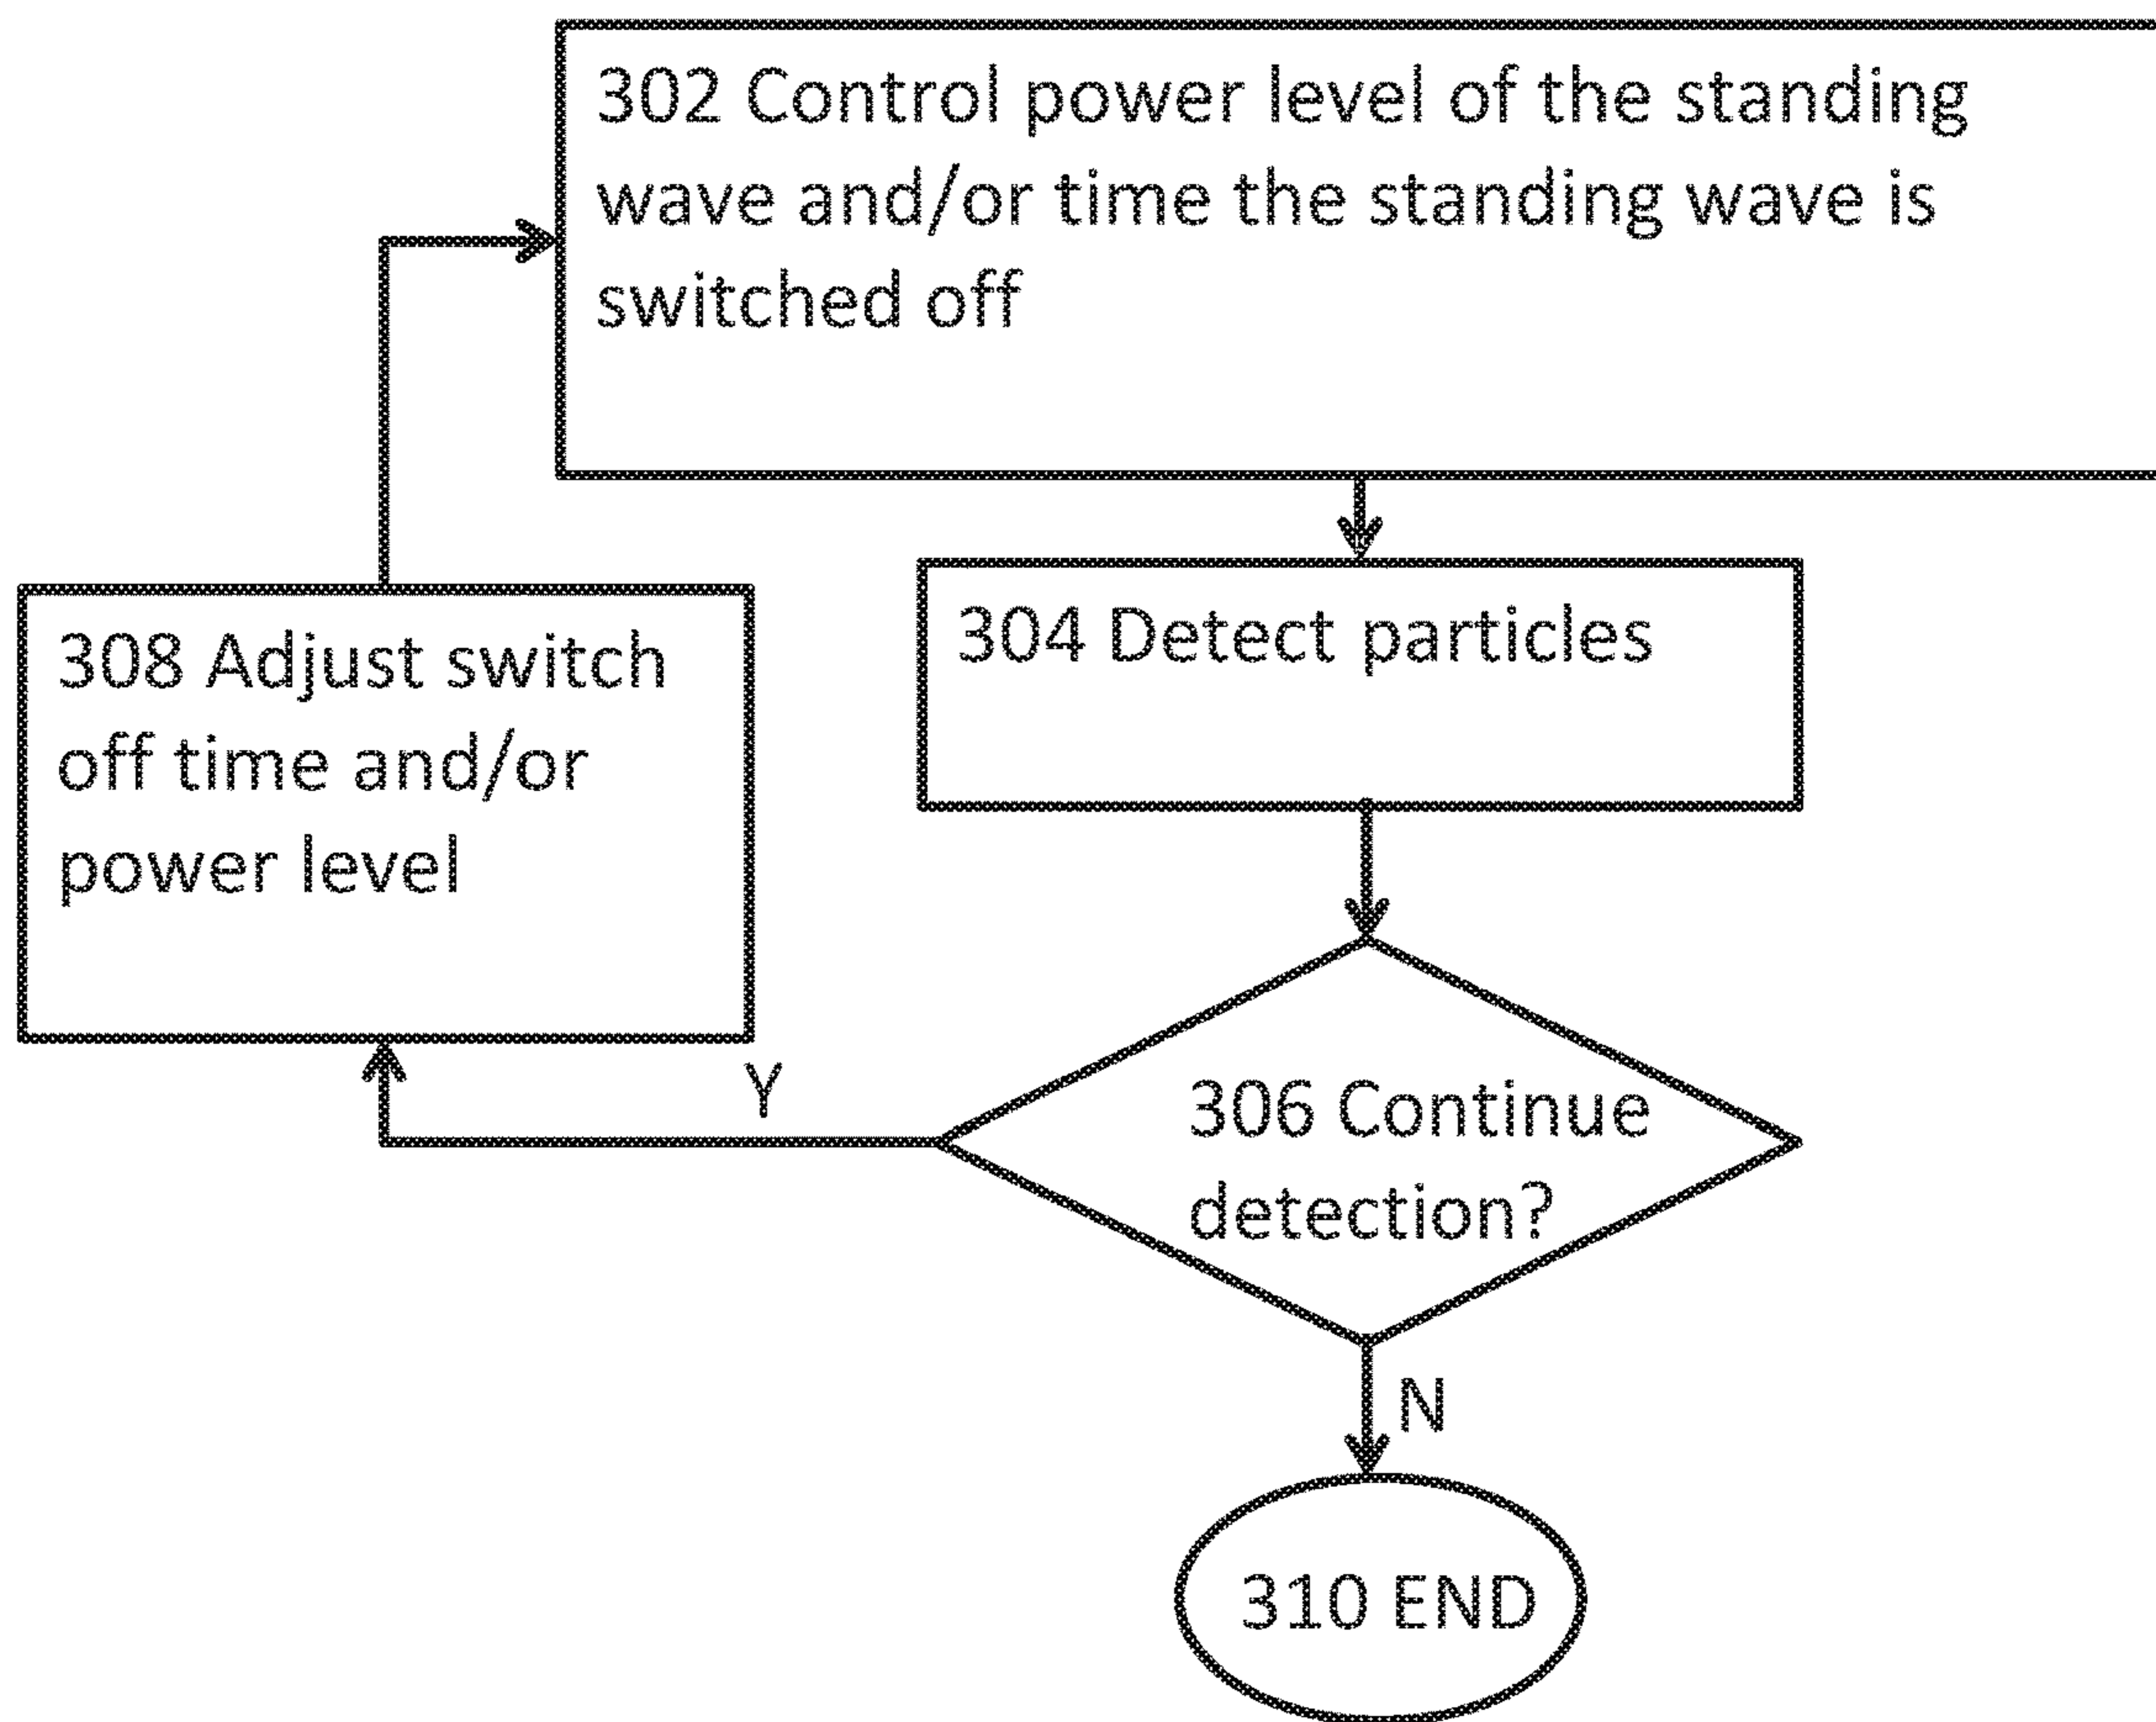 302 Control power level of the standing
wave and/or time the standing wave is
switched off
304 Detect particles
308 Adjust switch
off time and/or
power level
Y
306 Continue
detection?
N
310 END